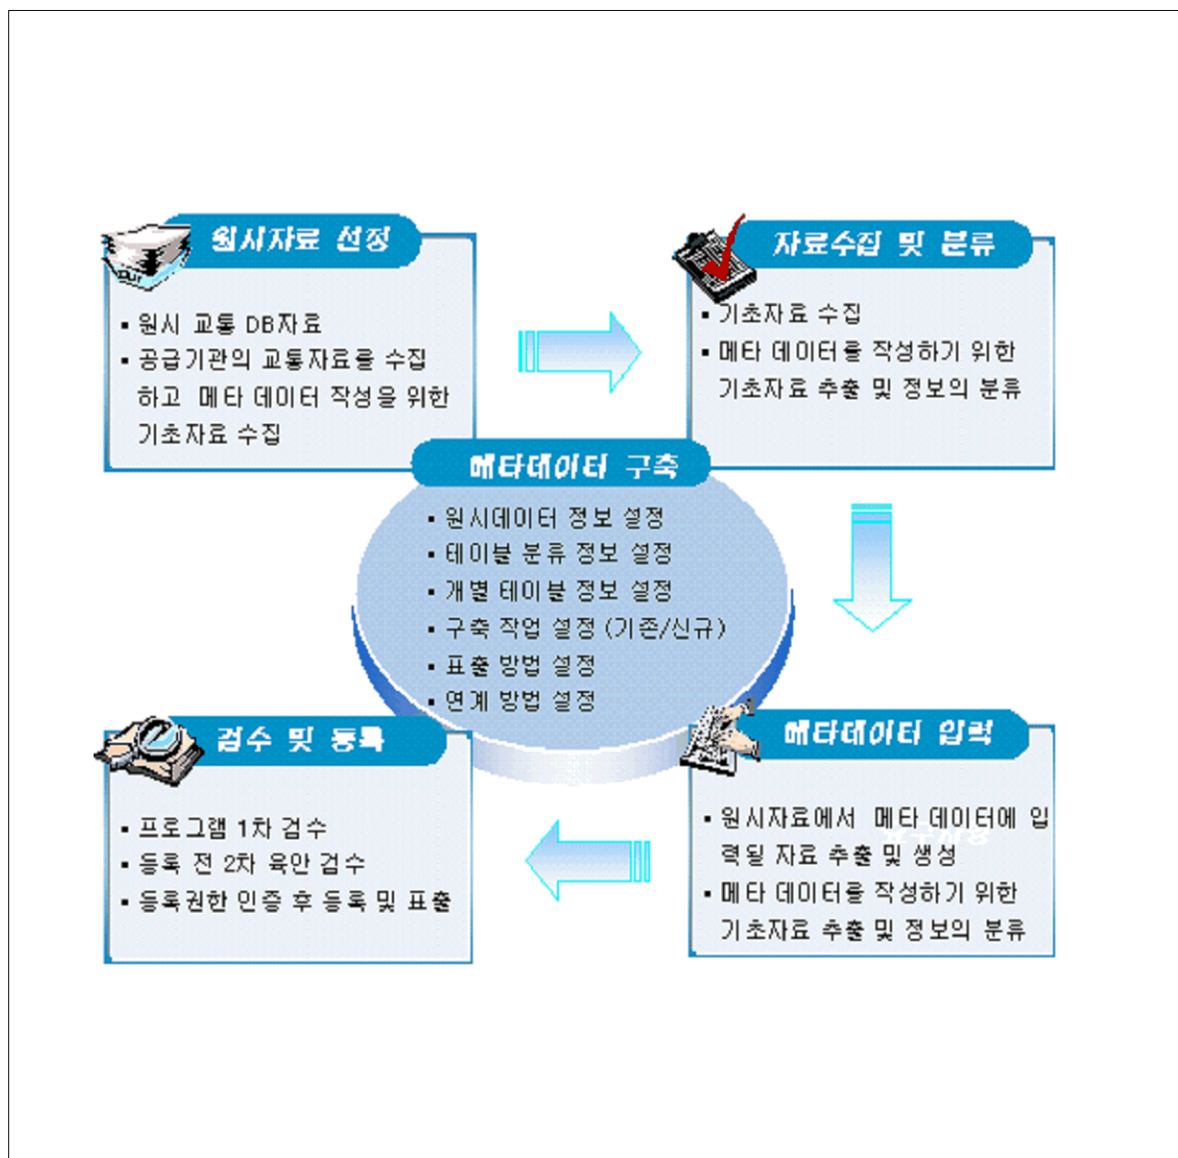 원시자료 선정
▪ 원시 교통 DB자료
▪ 공급기관의 교통자료를 수집
하고 메타 데이터 작성을 위한
기초자료 수집
자료수집 및 분류
▪ 기초자료 수집
▪ 메타 데이터를 작성하기 위한
기초자료 추출 및 정보의 분류
메타데이터 구축
▪ 원시데이터 정보 설정
▪ 테이블 분류 정보 설정
▪ 개별 테이블 정보 설정
▪ 구축 작업 설정 (기존/신규)
▪ 표출 방법 설정
▪ 연계 방법 설정
검수 및 등록
▪ 프로그램 1차 검수
▪ 등록 전 2차 육안 검수
▪ 등록권한 인증 후 등록 및 표출
메타데이터 입력
▪ 원시자료에서 메타 데이터에 입
력될 자료 추출 및 생성
▪ 메타 데이터를 작성하기 위한
기초자료 추출 및 정보의 분류